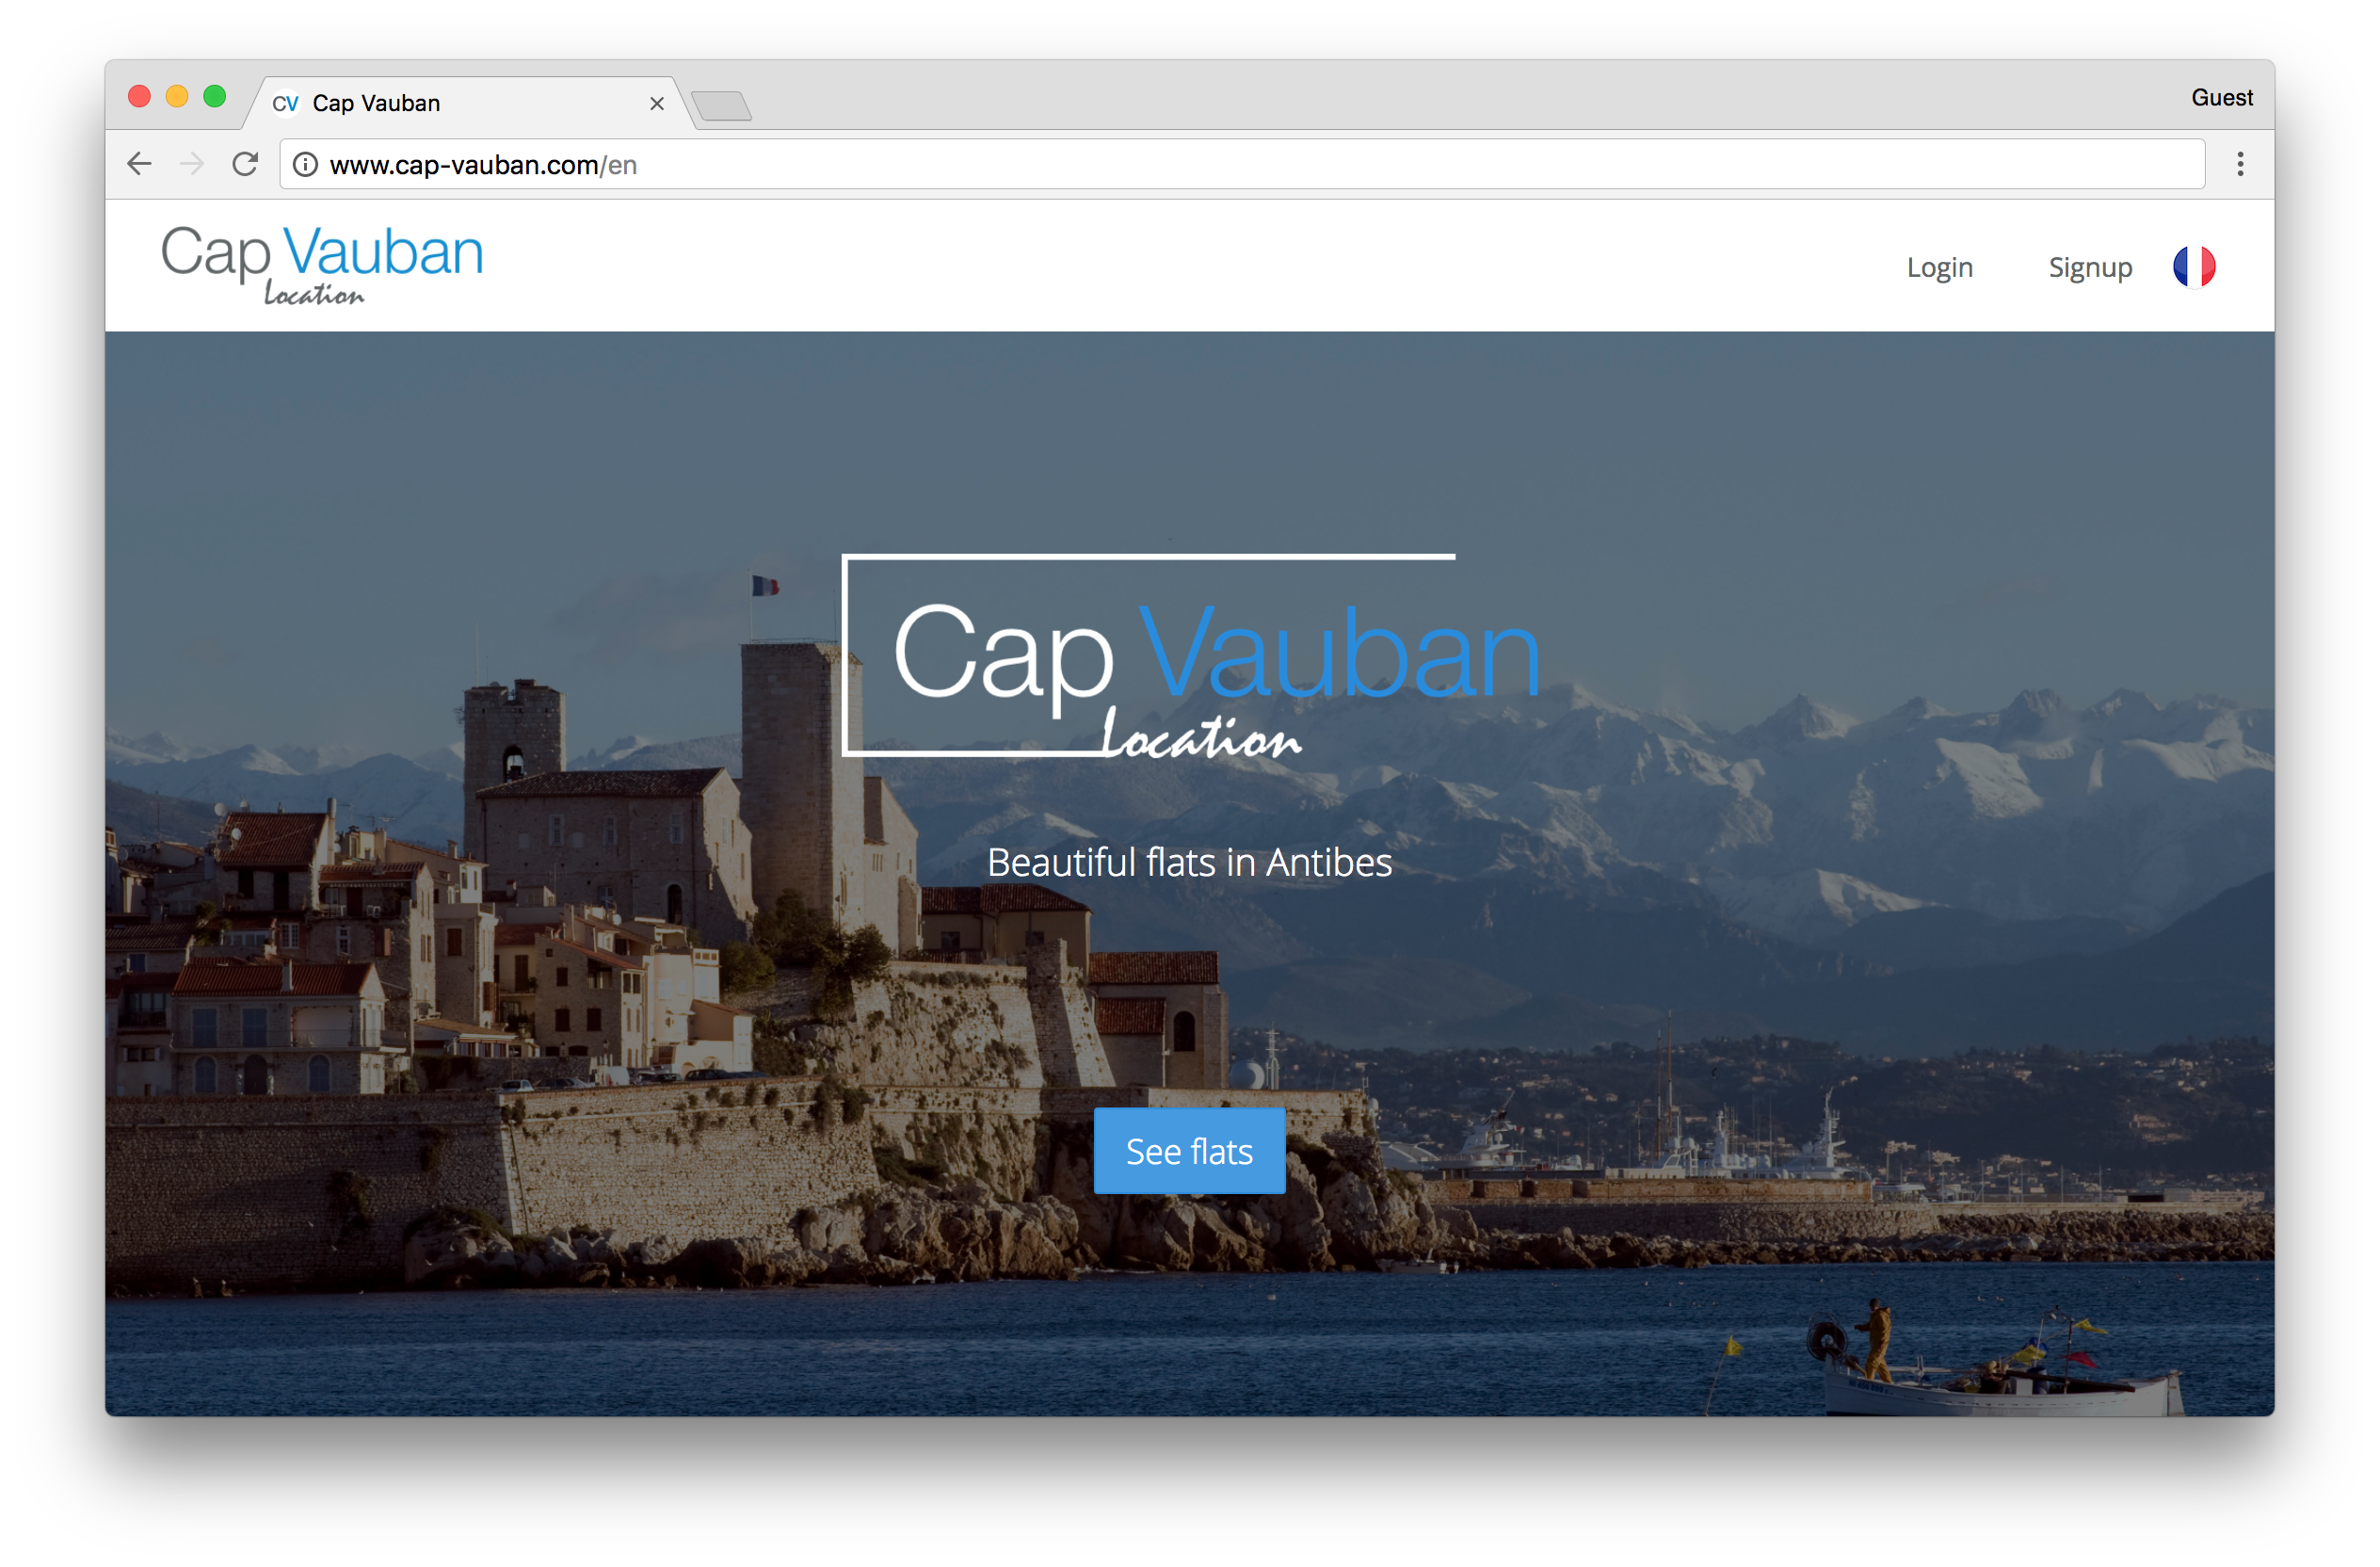 CV Cap Vauban
Guest
www.cap-vauban.com/en
Cap Vauban
Location
Login Signup
Cap Vauban
Location
Beautiful flats in Antibes
See flats